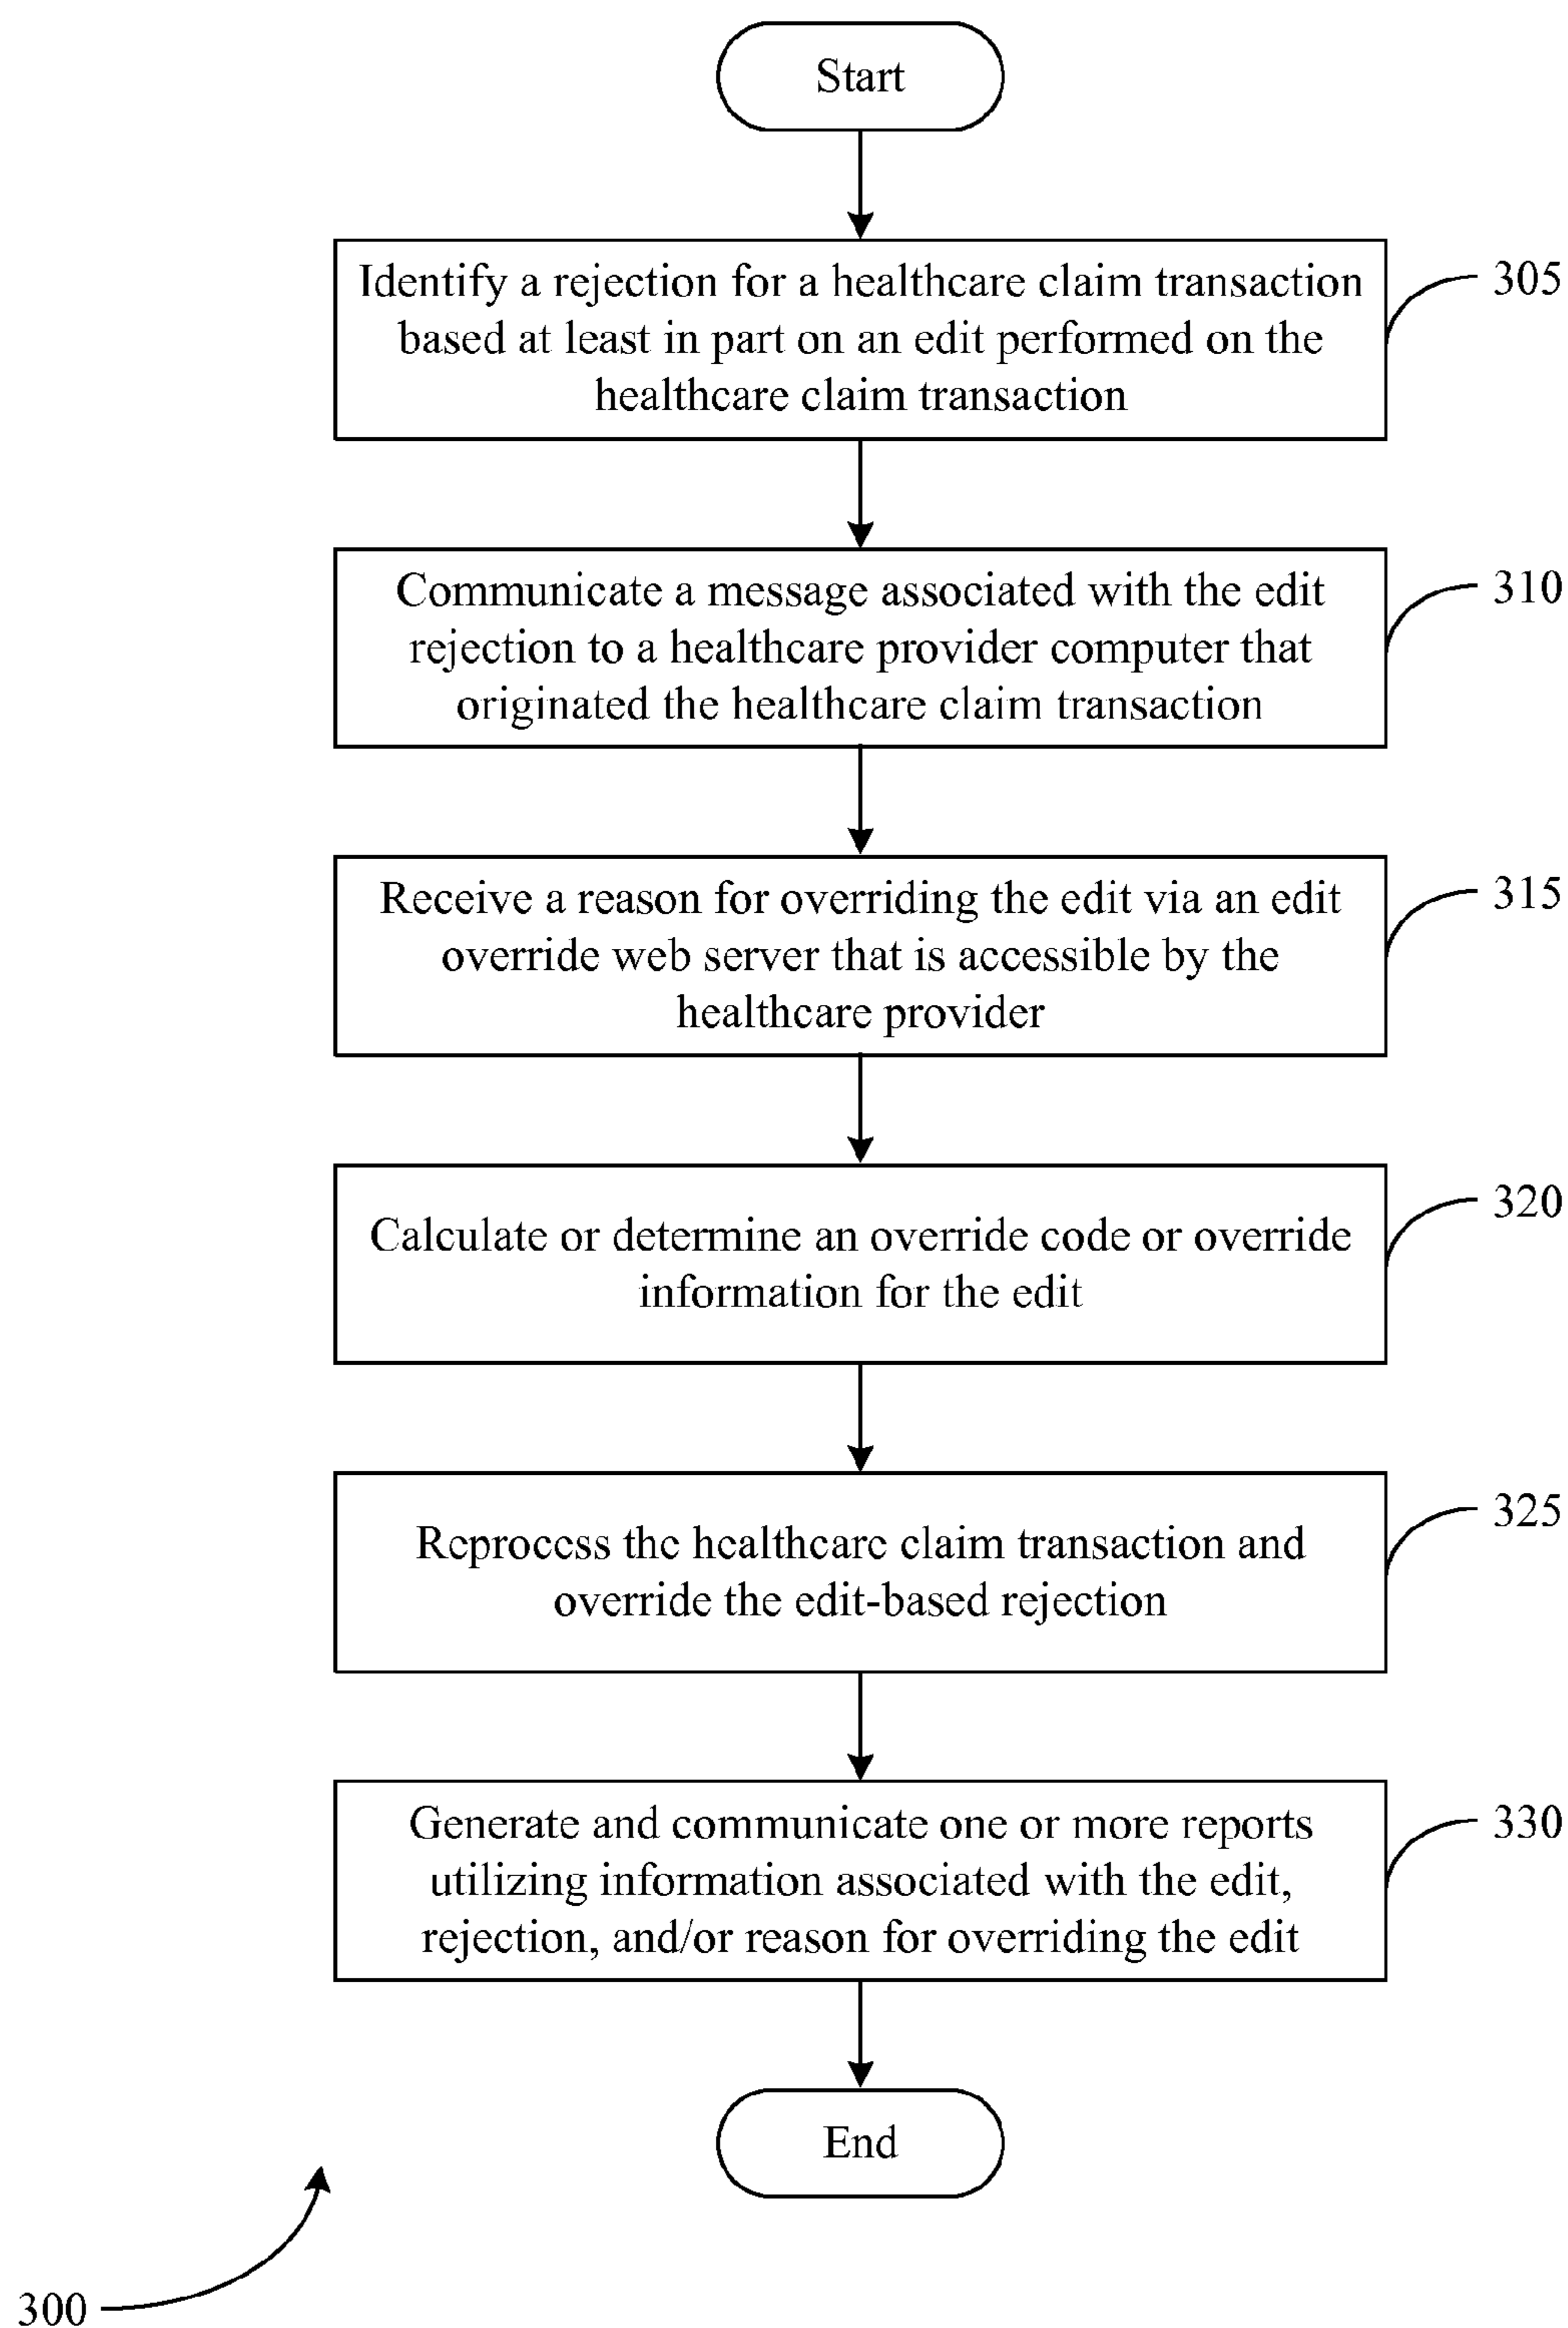 Start
Identify a rejection for a healthcare claim transaction
based at least in part on an edit performed on the
healthcare claim transaction
305
Communicate a message associated with the edit
rejection to a healthcare provider computer that
originated the healthcare claim transaction
310
Receive a reason for overriding the edit via an edit
override web server that is accessible by the
healthcare provider
315
Calculate or determine an override code or override
information for the edit
320
Reprocess the healthcare claim transaction and
override the edit-based rejection
325
Generate and communicate one or more reports
utilizing information associated with the edit,
rejection, and/or reason for overriding the edit
330
End
300